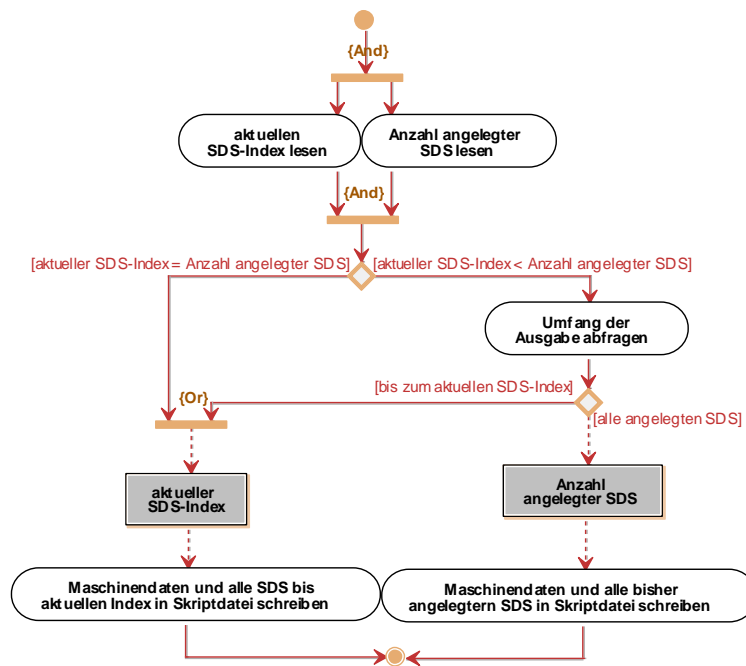 {And}
aktuellen
SDS-Index lesen
Anzahl angelegter
SDS lesen
{And}
[aktueller SDS-Index = Anzahl angelegter SDS]
[aktueller SDS-Index < Anzahl angelegter SDS]
Umfang der
Ausgabe abfragen
[bis zum aktuellen SDS-Index]
{Or}
[alle angelegten SDS]
aktueller
SDS-Index
Anzahl
angelegter SDS
Maschinendaten und alle SDS bis
aktuellen Index in Skriptdatei schreiben
Maschinendaten und alle bisher
angelegtern SDS in Skriptdatei schreiben